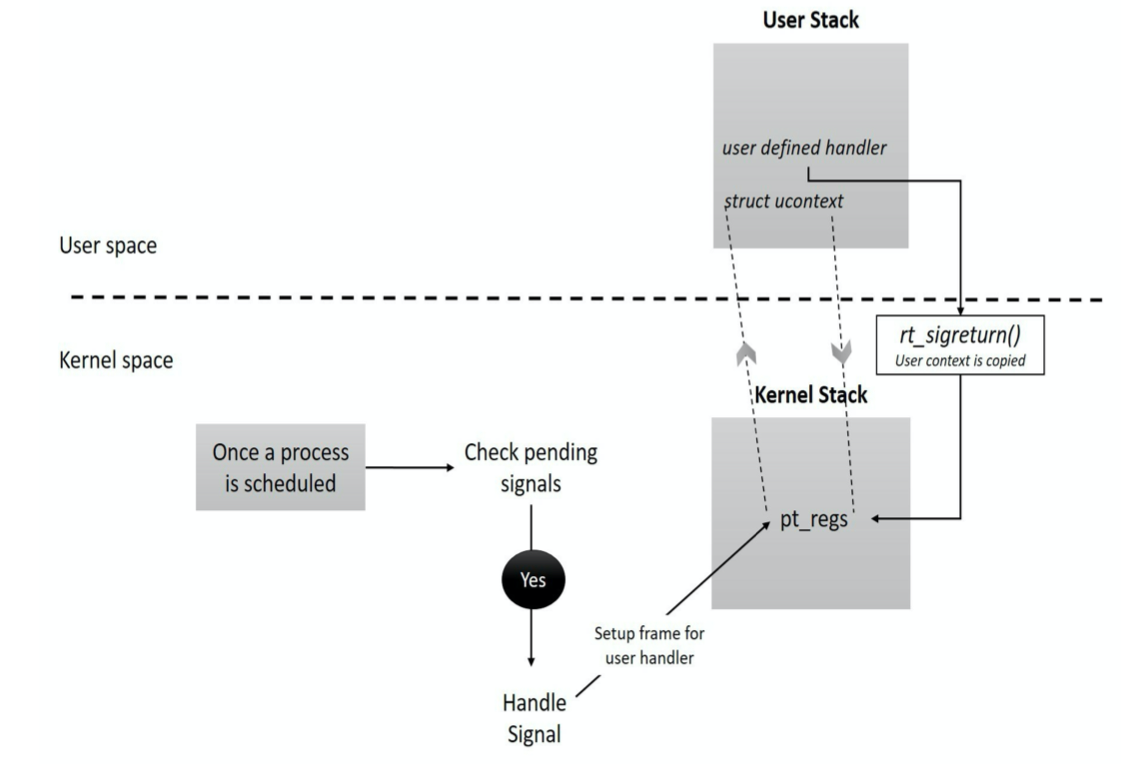 User Stack
user defined handler
struct ucontext
User space
rt_sigreturn()
User context is copied
Kernel space
Kernel Stack
Once a process
is scheduled
Check pending
signals
pt_regs
Yes
Setup frame for
user handler
Handle
Signal